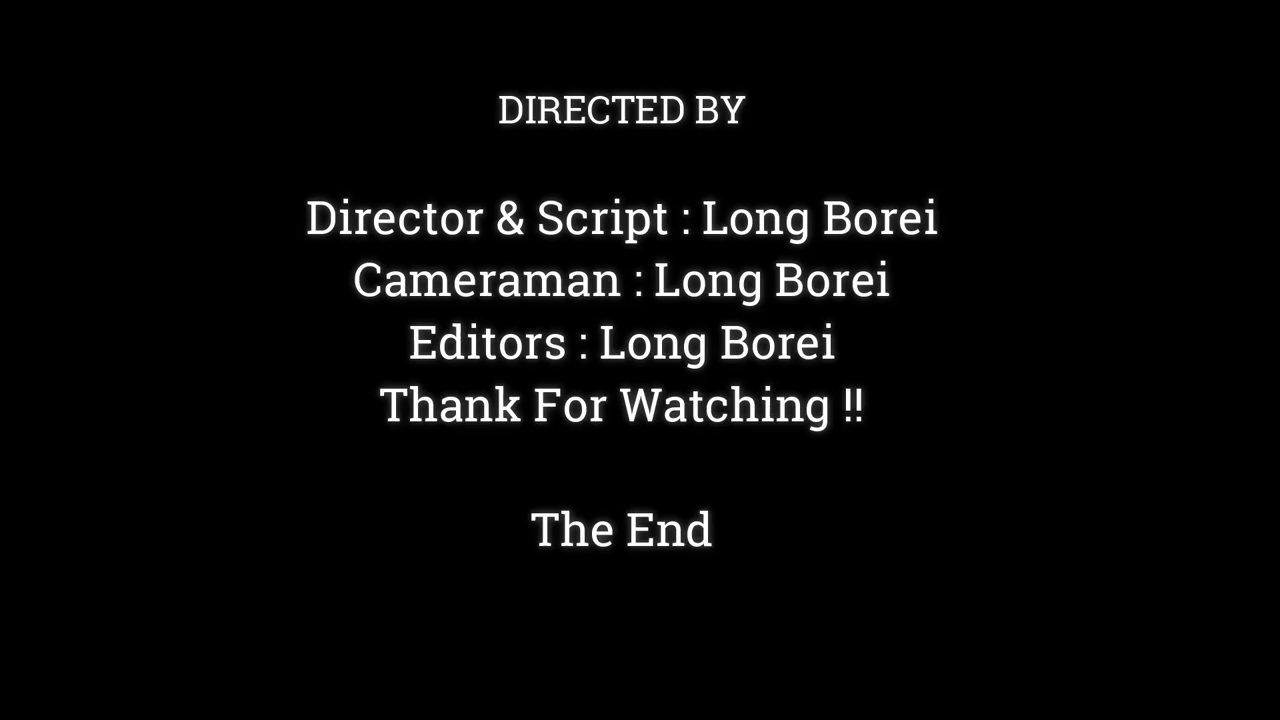 DIRECTED BY
Director & Script : Long Borei
Cameraman : Long Borei
Editors : Long Borei
Thank For Watching !!
The End